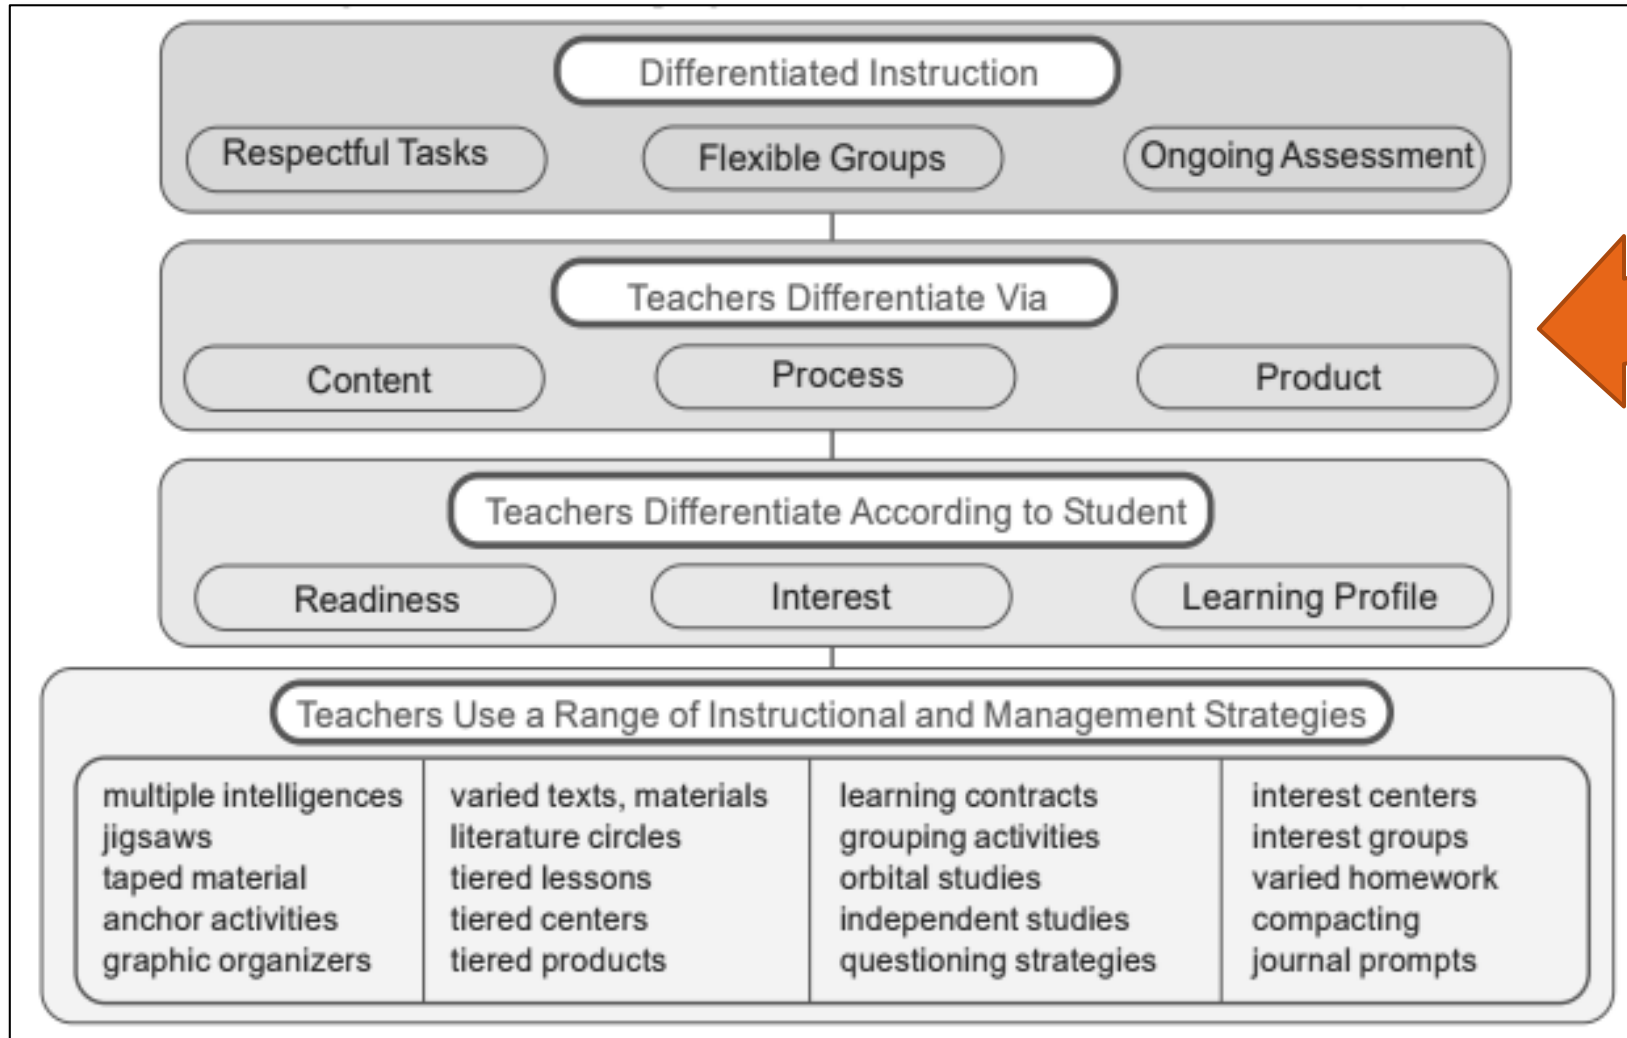 Differentiated Instruction
Respectful Tasks
Flexible Groups
Ongoing Assessment
Teachers Differentiate Via
Content
Process
Product
Teachers Differentiate According to Student
Readiness
Interest
Learning Profile
Teachers Use a Range of Instructional and Management Strategies
multiple intelligences
jigsaws
taped material
anchor activities
graphic organizers
varied texts, materials
literature circles
tiered lessons
tiered centers
tiered products
learning contracts
grouping activities
orbital studies
independent studies
questioning strategies
interest centers
interest groups
varied homework
compacting
journal prompts